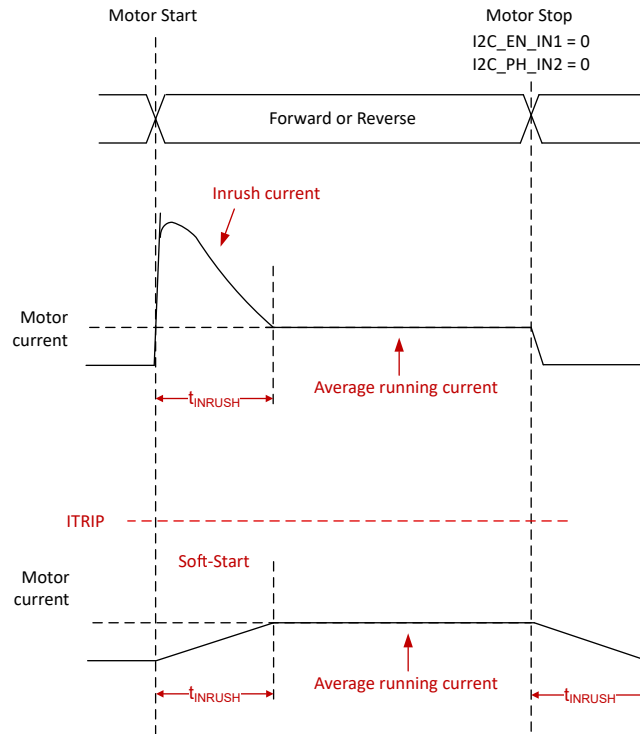 Motor Start
Motor Stop
I2C_EN_IN1 = 0
I2C_PH_IN2 = 0
Forward or Reverse
Inrush current
Motor
current
Average running current
tINRUSH
ITRIP
Soft-Start
Motor
current
Average running current
tINRUSH
tINRUSH